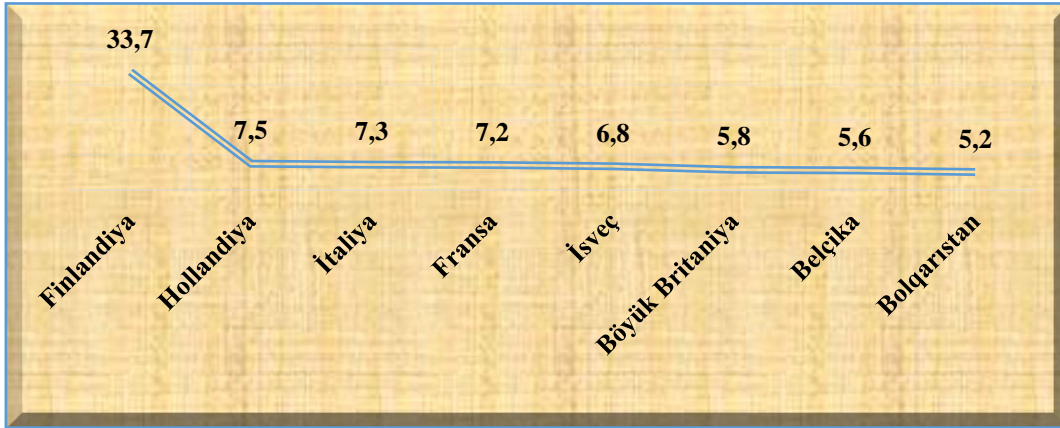 33,7
7,5
7,3
7,2
6,8
5,8
5,6
5,2
Finlandiya
Hollandiya
İtaliya
Fransa
İsveç
Böyük Britaniya
Belçika
Bolqarıstan